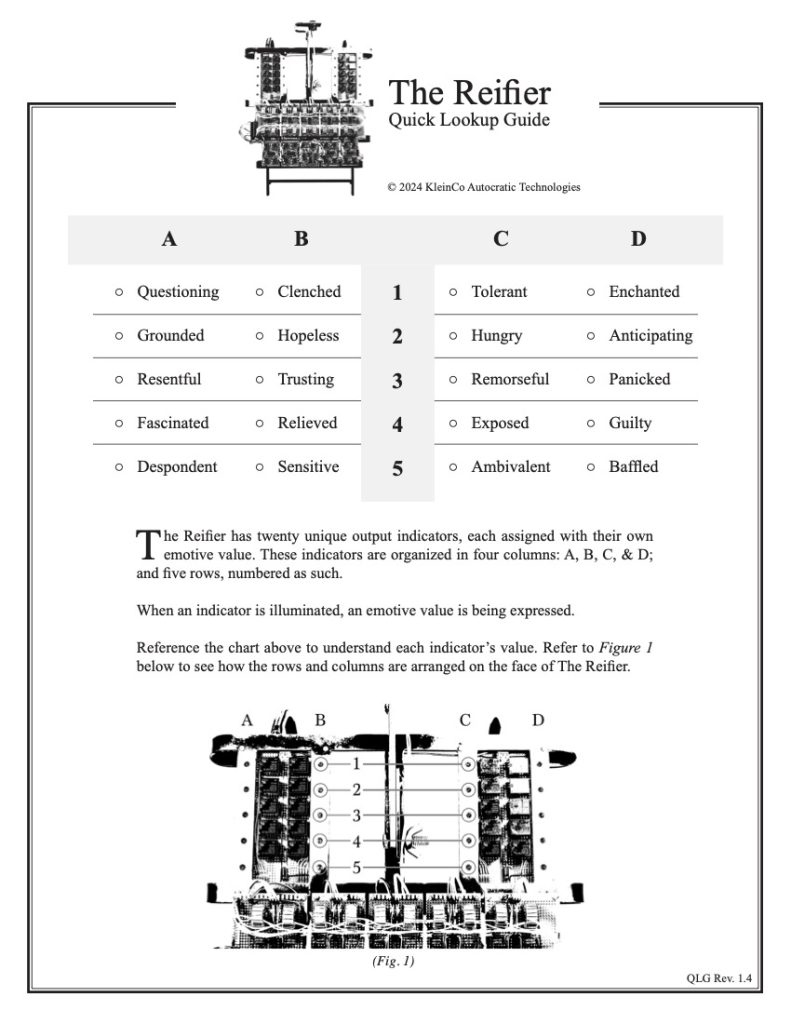 The Reifier
Quick Lookup Guide
© 2024 KleinCo Autocratic Technologies
A B C D
Questioning Clenched 1 Tolerant Enchanted
Grounded Hopeless 2 Hungry Anticipating
Resentful Trusting 3 Remorseful Panicked
Fascinated Relieved 4 Exposed Guilty
Despondent Sensitive 5 Ambivalent Baffled
The Reifier has twenty unique output indicators, each assigned with their own
emotive value. These indicators are organized in four columns: A, B, C, & D;
and five rows, numbered as such.
When an indicator is illuminated, an emotive value is being expressed.
Reference the chart above to understand each indicator's value. Refer to Figure 1
below to see how the rows and columns are arranged on the face of The Reifier.
A B C D
1
2
3
4
5
(Fig. 1)
QLG Rev. 1.4